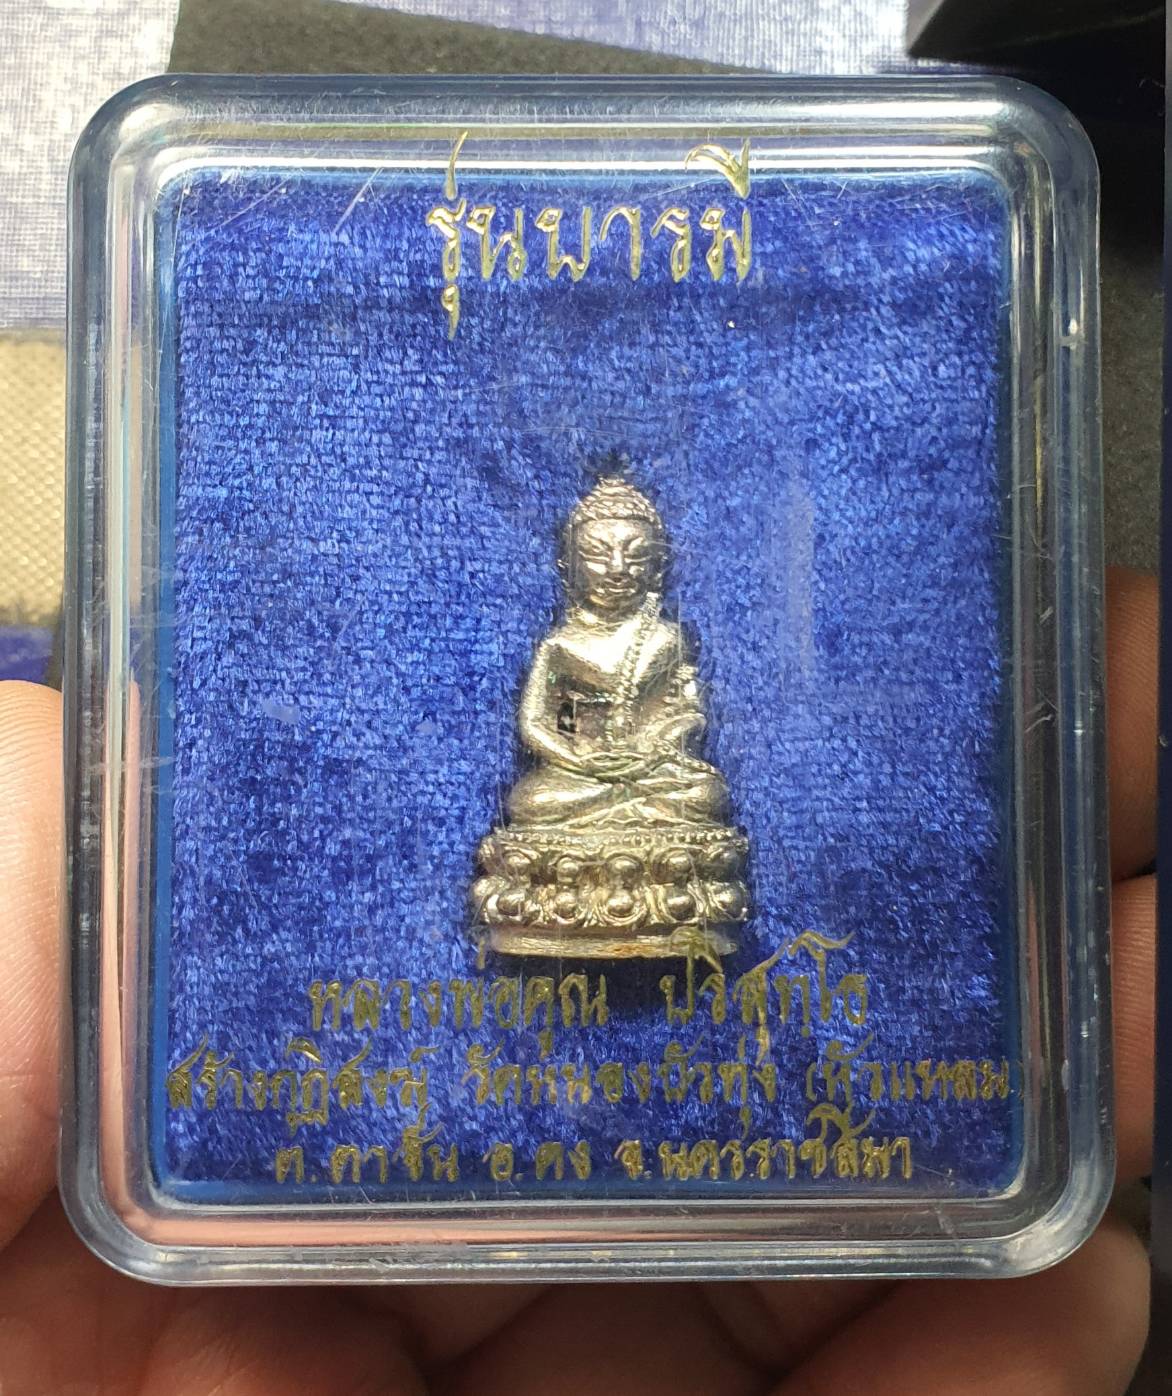 รุ่นบารมี
หลวงพ่อคูณ ปริสุทฺโธ
สร้างกุฏิสงฆ์ วัดหนองบัวทุ่ง (หัวแหลม)
ต.ตาจั่น อ.คง จ.นครราชสีมา